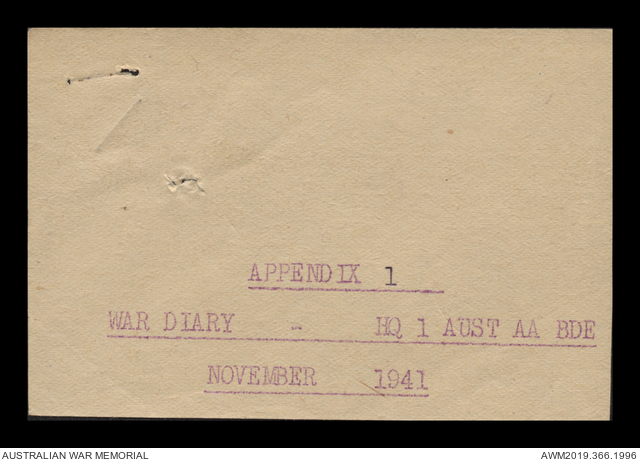 APPENDIX 1
WAR DIARY - HQ 1 AUST AA BDE
NOVEMBER 1941
AUSTRALIAN WAR MEMORIAL AWM2019.366.1996